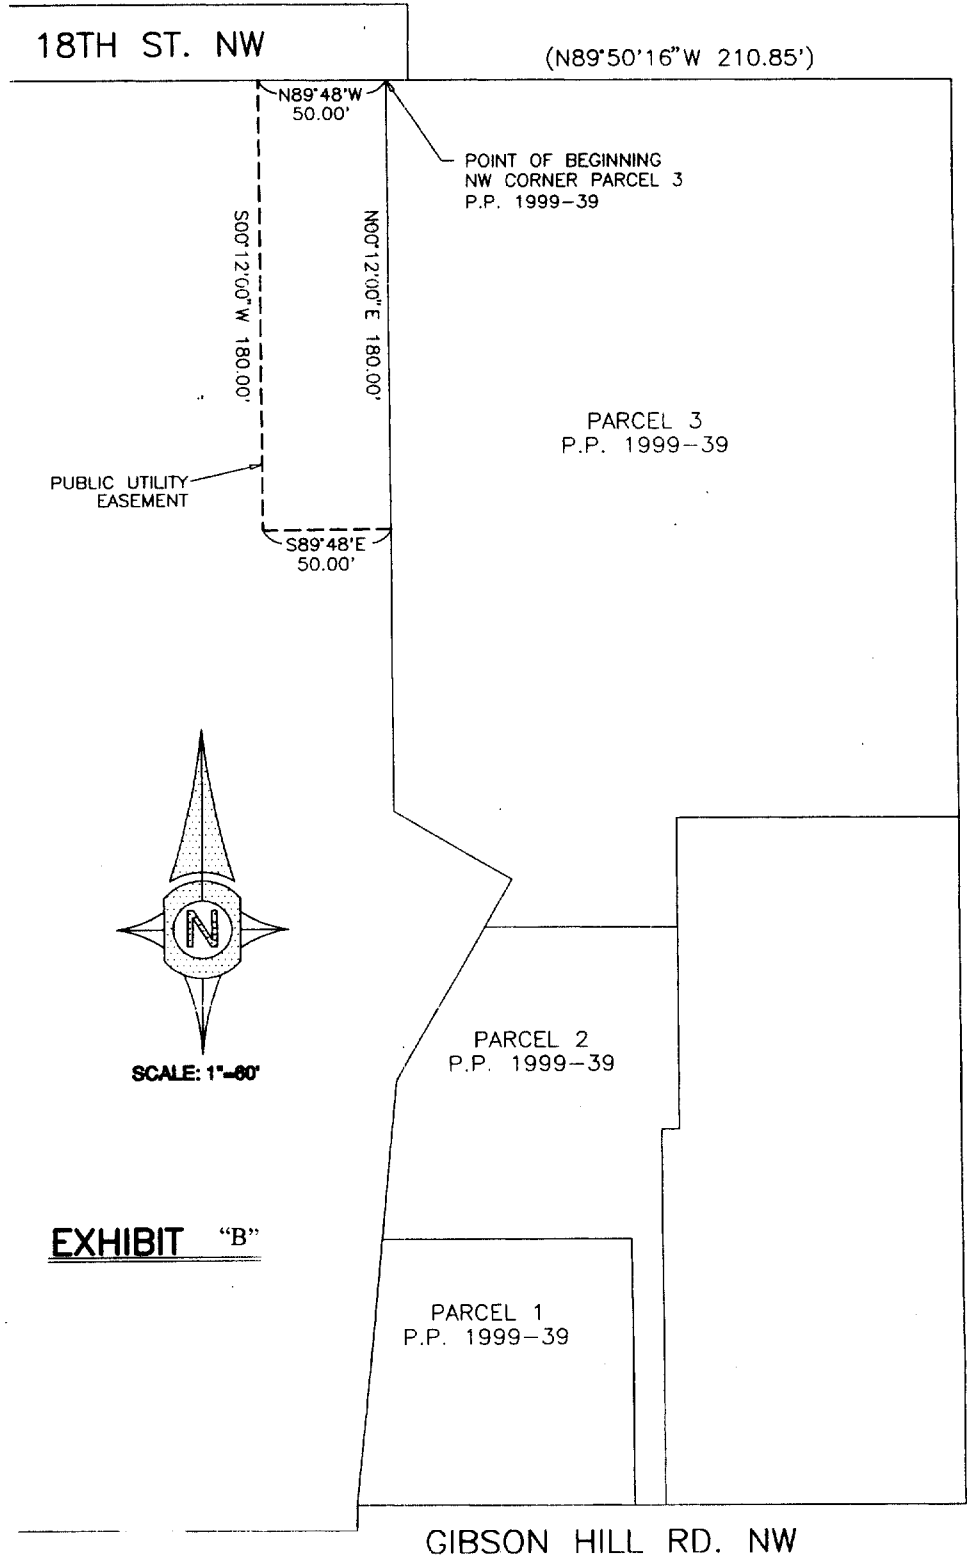 18TH ST. NW
(N89°50'16"W 210.85')
N89°48'W
50.00'
POINT OF BEGINNING
NW CORNER PARCEL 3
P.P. 1999-39
S00°12'00"W 180.00'
N00°12'00"E 180.00'
PARCEL 3
P.P. 1999-39
PUBLIC UTILITY
EASEMENT
S89°48'E
50.00'
N
SCALE: 1"=60'
PARCEL 2
P.P. 1999-39
EXHIBIT "B"
PARCEL 1
P.P. 1999-39
GIBSON HILL RD. NW